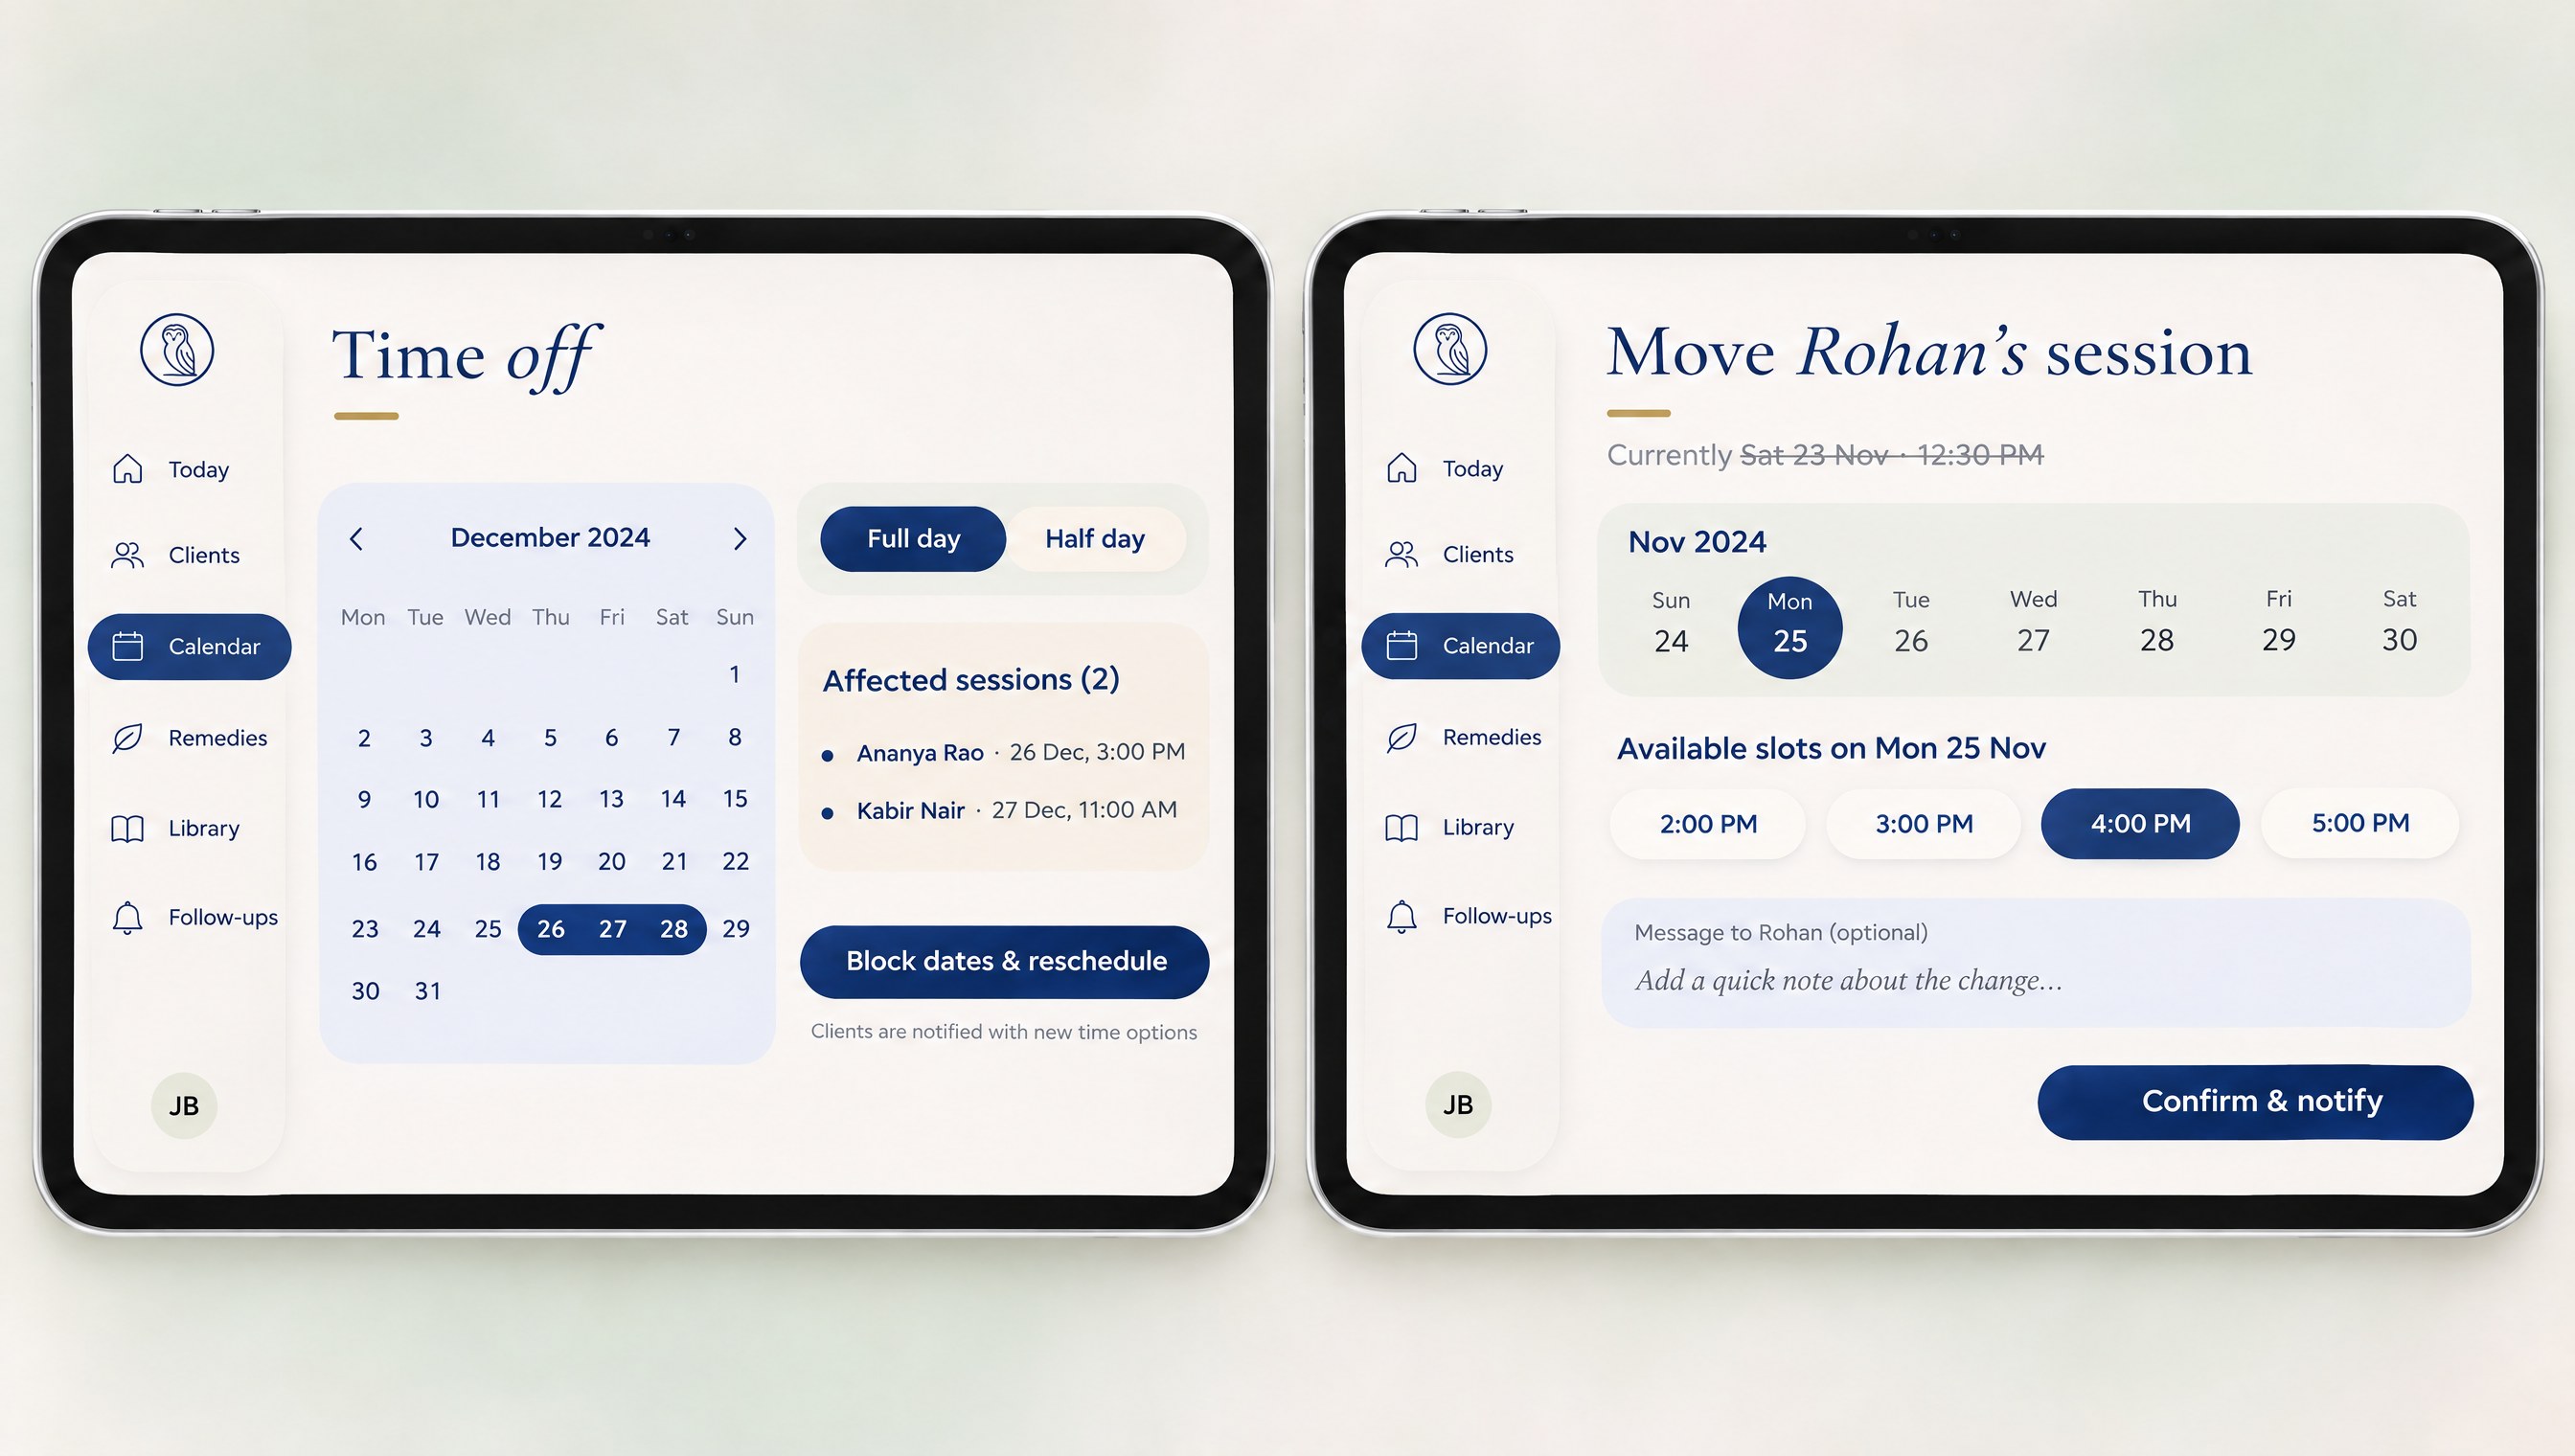 Time off
Today
Clients
Calendar
Remedies
Library
Follow-ups
JB
December 2024
Mon Tue Wed Thu Fri Sat Sun
1
2 3 4 5 6 7 8
9 10 11 12 13 14 15
16 17 18 19 20 21 22
23 24 25 26 27 28 29
30 31
Full day Half day
Affected sessions (2)
Ananya Rao · 26 Dec, 3:00 PM
Kabir Nair · 27 Dec, 11:00 AM
Block dates & reschedule
Clients are notified with new time options
Move Rohan’s session
Currently Sat 23 Nov · 12:30 PM
Today
Clients
Calendar
Remedies
Library
Follow-ups
JB
Nov 2024
Sun Mon Tue Wed Thu Fri Sat
24 25 26 27 28 29 30
Available slots on Mon 25 Nov
2:00 PM 3:00 PM 4:00 PM 5:00 PM
Message to Rohan (optional)
Add a quick note about the change...
Confirm & notify